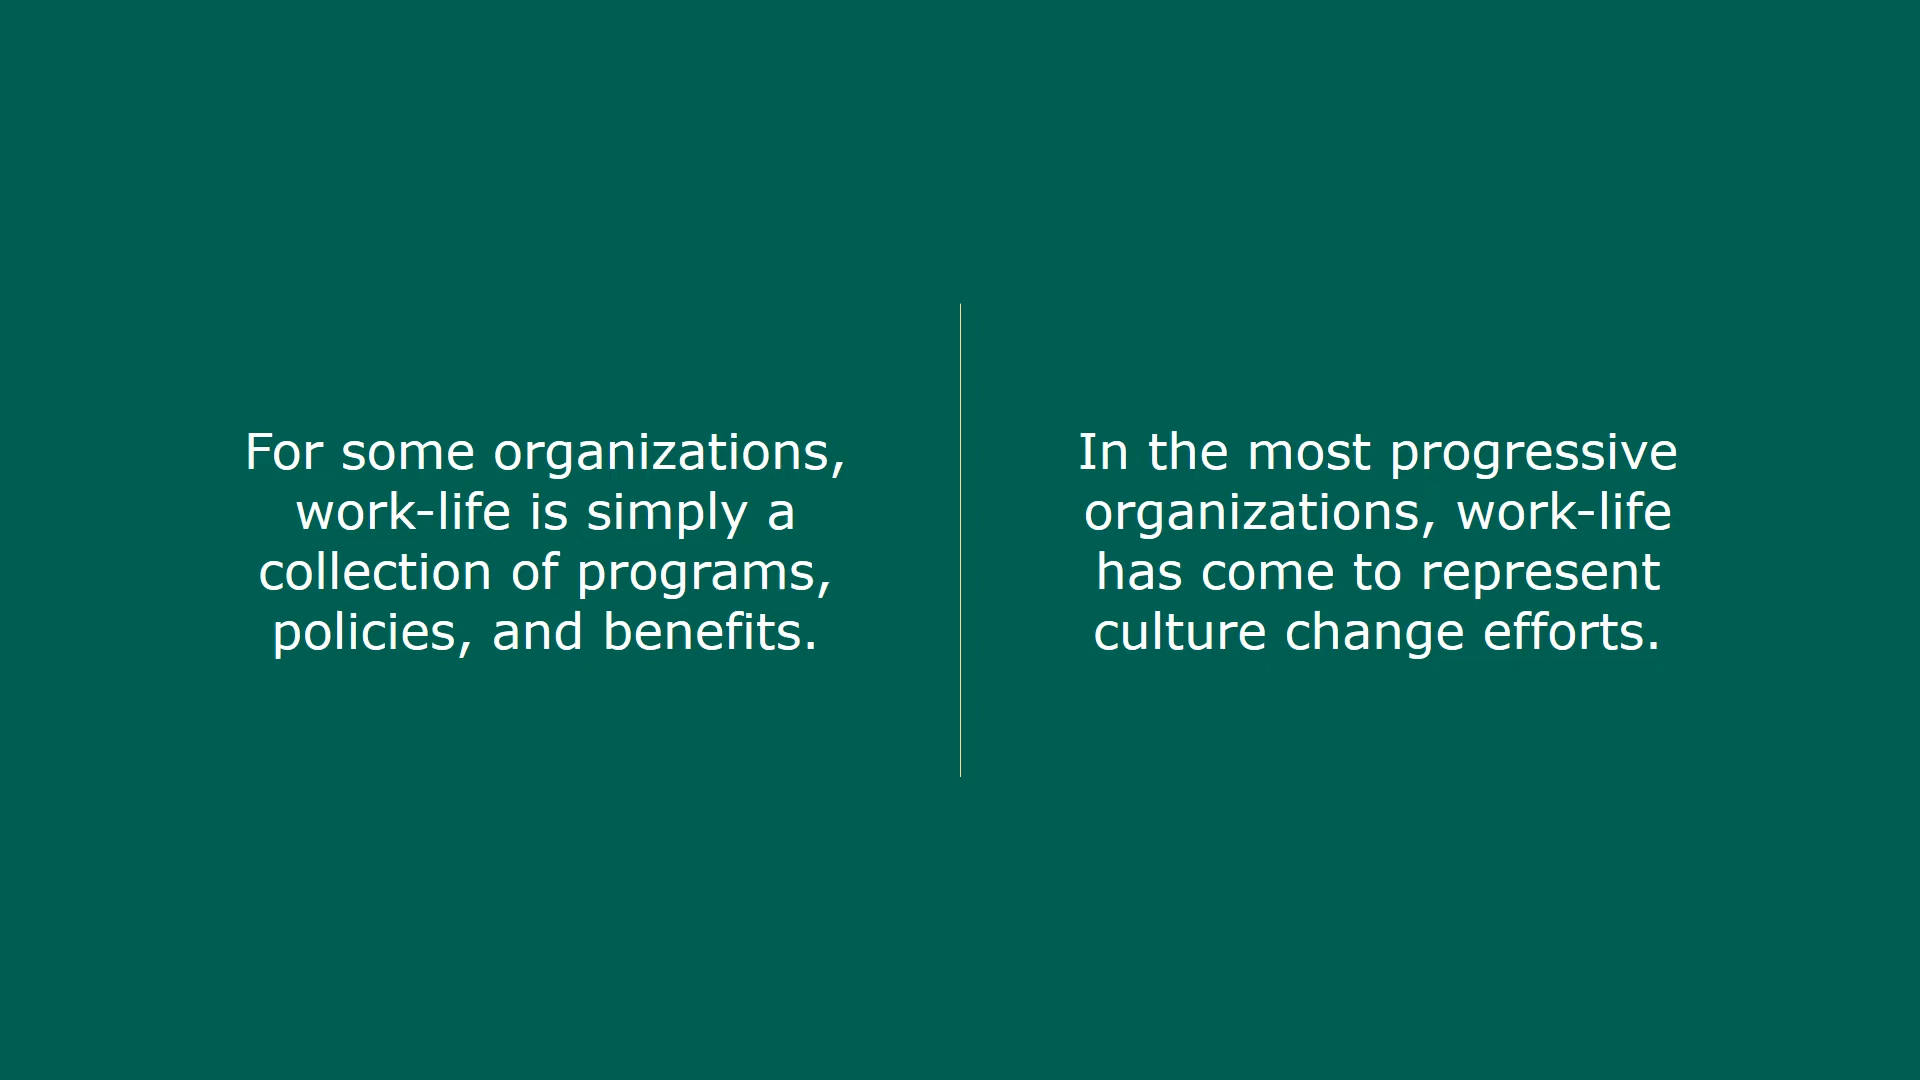 For some organizations,
work-life is simply a
collection of programs,
policies, and benefits.
In the most progressive
organizations, work-life
has come to represent
culture change efforts.